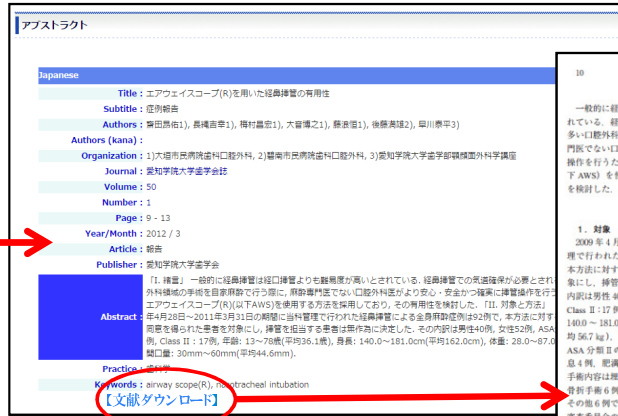 アブストラクト
Japanese
Title : エアウェイスコープ(R)を用いた経鼻挿管の有用性
Subtitle : 症例報告
Authors : 窪田昂佑1), 長縄吉幸1), 梅村昌宏1), 大音博之1), 藤浪恒1), 後藤満雄2), 早川泰平3)
Authors (kana) :
Organization : 1)大垣市民病院歯科口腔外科, 2)碧南市民病院歯科口腔外科, 3)愛知学院大学歯学部顎顔面外科学講座
Journal : 愛知学院大学歯学会誌
Volume : 50
Number : 1
Page : 9 - 13
Year/Month : 2012 / 3
Article : 報告
Publisher : 愛知学院大学歯学会
「I. 緒言」 一般的に経鼻挿管は経口挿管よりも難易度が高いとされている. 経鼻挿管での気道確保が必要とされ
外科領域の手術を自家麻酔で行う際に, 麻酔専門医でない口腔外科医がより安心・安全かつ確実に挿管操作を行う
エアウェイスコープ(R)(以下AWS)を使用する方法を採用しており, その有用性を検討した. 「II. 対象と方法」
Abstract : 年4月28日～2011年3月31日の期間に当科管理で行われた経鼻挿管による全身麻酔症例は92例で, 本方法に対す
同意を得られた患者を対象にし, 挿管を担当する患者は無作為に決定した. その内訳は男性40例, 女性52例, ASA
例, Class II : 17例, 年齢: 13～78歳(平均36.1歳), 身長: 140.0～181.0cm(平均162.0cm), 体重: 28.0～87.0
開口量: 30mm～60mm(平均44.6mm).
Practice :
Keywords : airway scope(R), nasotracheal intubation
【文献ダウンロード】
10
一般的に経
れている. 経
多い口腔外科
門医でない口
操作を行うた
下 AWS) を使
を検討した.
1. 対象
2009 年 4 月
理で行われた
本方法に対す
象にし, 挿管
内訳は男性 40
Class II : 17 例
140.0 ~ 181.0
均 56.7 kg),
ASA 分類 II の
息 4 例, 肥満
手術内容は埋
骨折手術 6 例
その他 6 例で